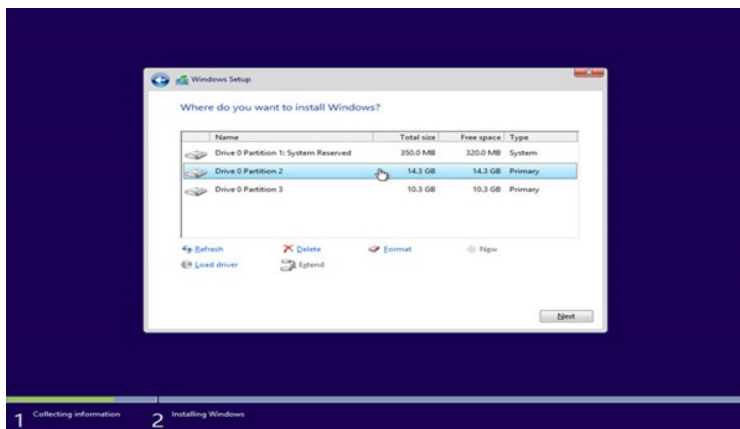 Windows Setup
Where do you want to install Windows?
Name Total size Free space Type
Drive 0 Partition 1: System Reserved 350.0 MB 320.0 MB System
Drive 0 Partition 2 14.3 GB 14.3 GB Primary
Drive 0 Partition 3 10.3 GB 10.3 GB Primary
Refresh Delete Format New
Load driver Extend
Next
1 Collecting information 2 Installing Windows